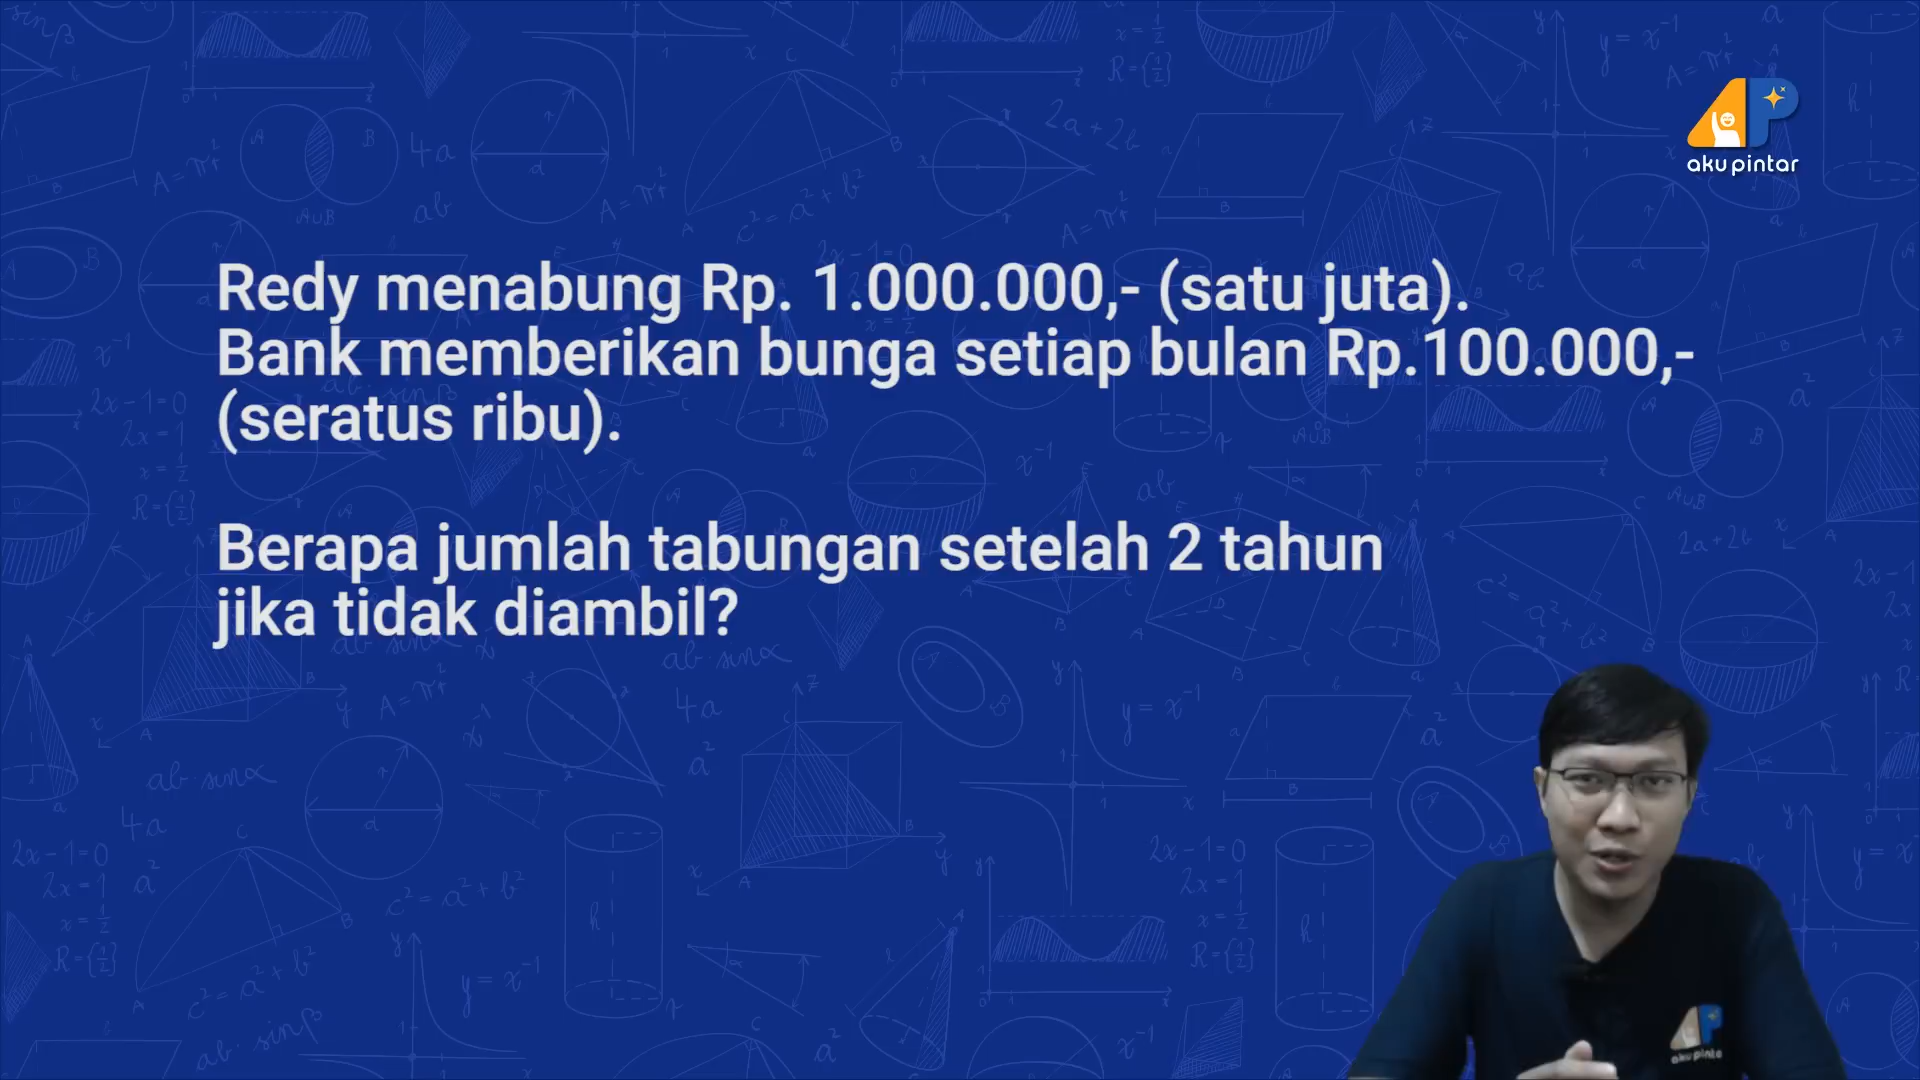 aku pintar
Redy menabung Rp. 1.000.000,- (satu juta).
Bank memberikan bunga setiap bulan Rp.100.000,-
(seratus ribu).
Berapa jumlah tabungan setelah 2 tahun
jika tidak diambil?